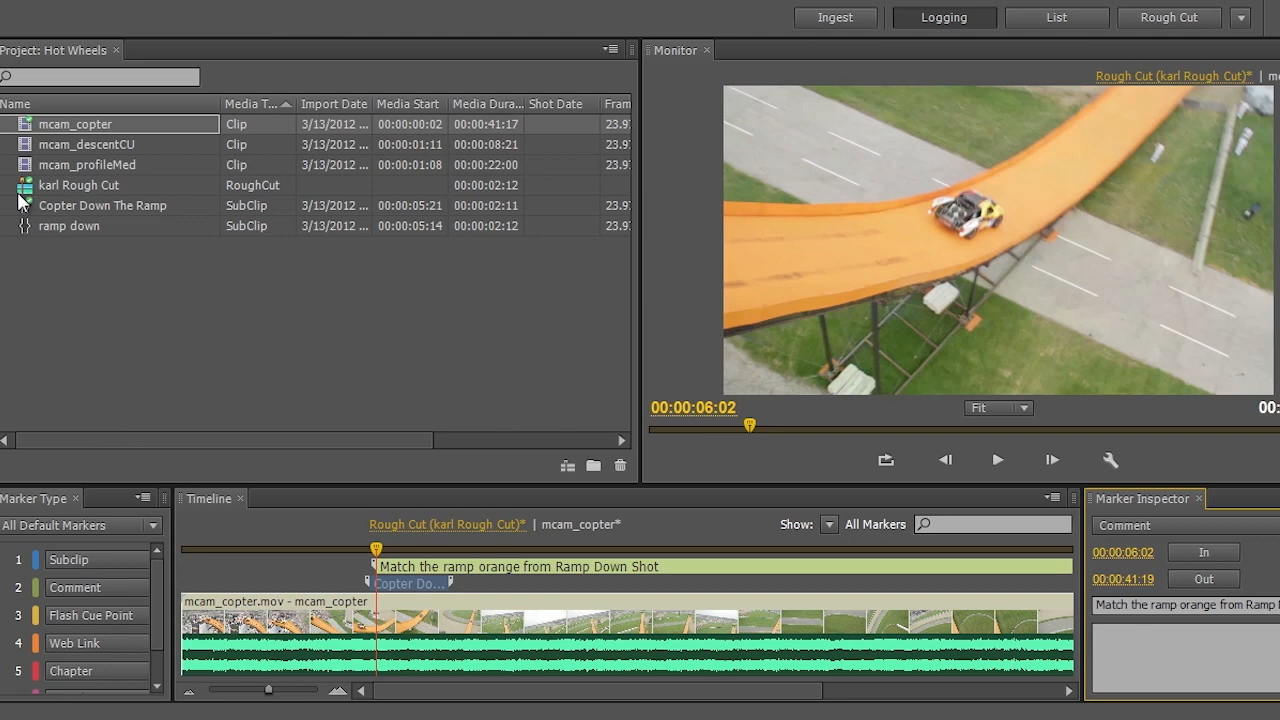 Ingest
Logging
List
Rough Cut
Project: Hot Wheels
Monitor
Rough Cut (karl Rough Cut)* |
Name Media T... Import Date Media Start Media Dura... Shot Date
mcam_copter Clip 3/13/2012 ... 00:00:00:02 00:00:41:17 23.97
mcam_descentCU Clip 3/13/2012 ... 00:00:01:11 00:00:08:21 23.97
mcam_profileMed Clip 3/13/2012 ... 00:00:01:08 00:00:22:00 23.97
karl Rough Cut RoughCut 00:00:02:12
Copter Down The Ramp SubClip 3/13/2012 ... 00:00:05:21 00:00:02:11 23.97
ramp down SubClip 3/13/2012 ... 00:00:05:14 00:00:02:12 23.97
00:00:06:02
Fit
00:
Marker Type
All Default Markers
1 Subclip
2 Comment
3 Flash Cue Point
4 Web Link
5 Chapter
Timeline
Rough Cut (karl Rough Cut)* | mcam_copter*
Show: All Markers
Match the ramp orange from Ramp Down Shot
Copter Do...
mcam_copter.mov - mcam_copter
Marker Inspector
Comment
00:00:06:02 In
00:00:41:19 Out
Match the ramp orange from Ramp D